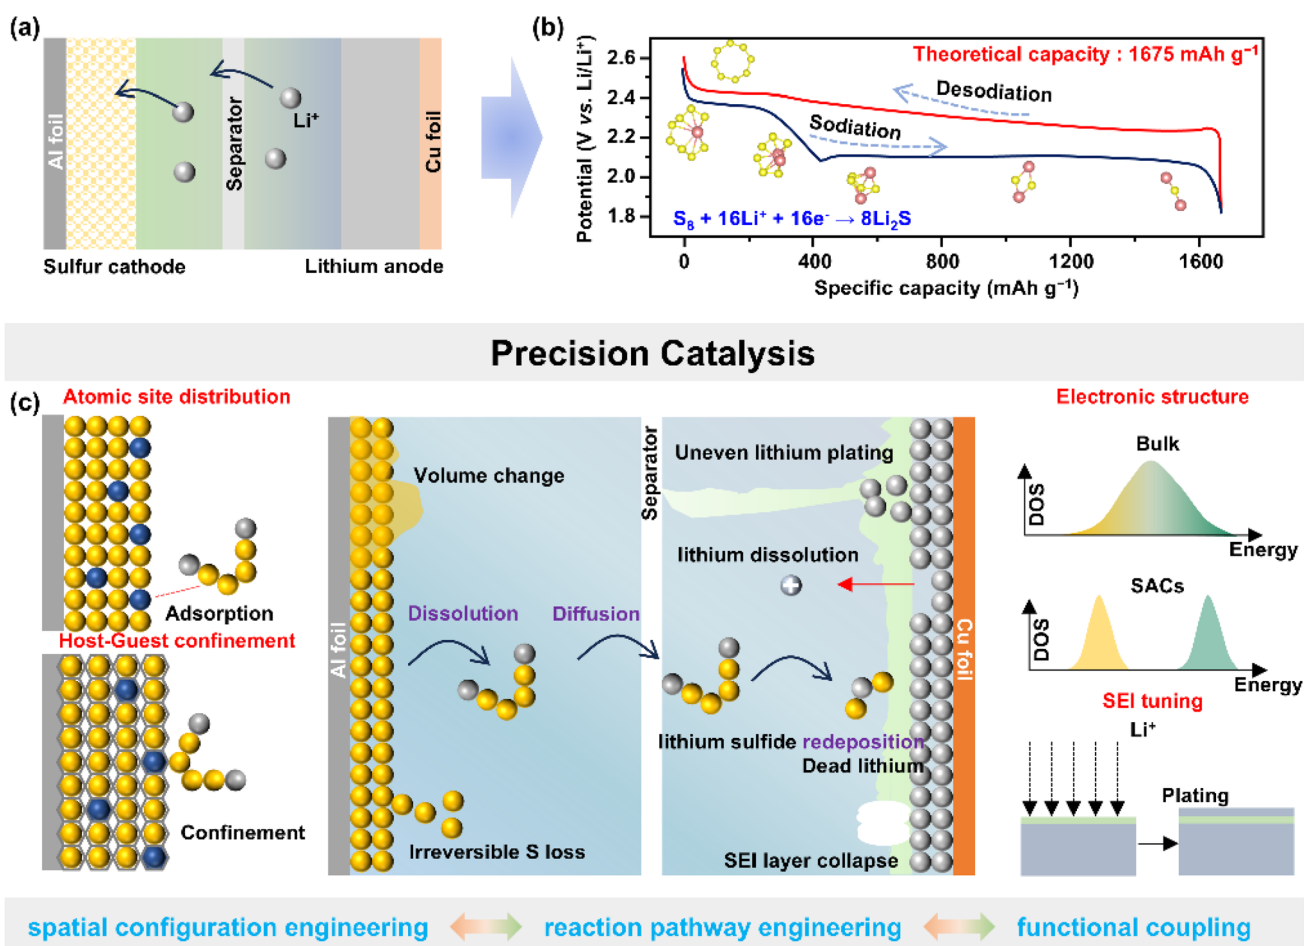 (a)
Al foil
Separator
Li⁺
Cu foil
Sulfur cathode
Lithium anode
(b)
Potential (V vs. Li/Li⁺)
2.6
2.4
2.2
2.0
1.8
Theoretical capacity : 1675 mAh g⁻¹
Desodiation
Sodiation
S₈ + 16Li⁺ + 16e⁻ → 8Li₂S
0
400
800
1200
1600
Specific capacity (mAh g⁻¹)
Precision Catalysis
(c)
Atomic site distribution
Adsorption
Host-Guest confinement
Confinement
Al foil
Volume change
Dissolution
Diffusion
Irreversible S loss
Separator
Uneven lithium plating
lithium dissolution
lithium sulfide redeposition
Dead lithium
SEI layer collapse
Cu foil
Electronic structure
Bulk
DOS
Energy
SACs
DOS
Energy
SEI tuning
Li⁺
Plating
spatial configuration engineering
reaction pathway engineering
functional coupling